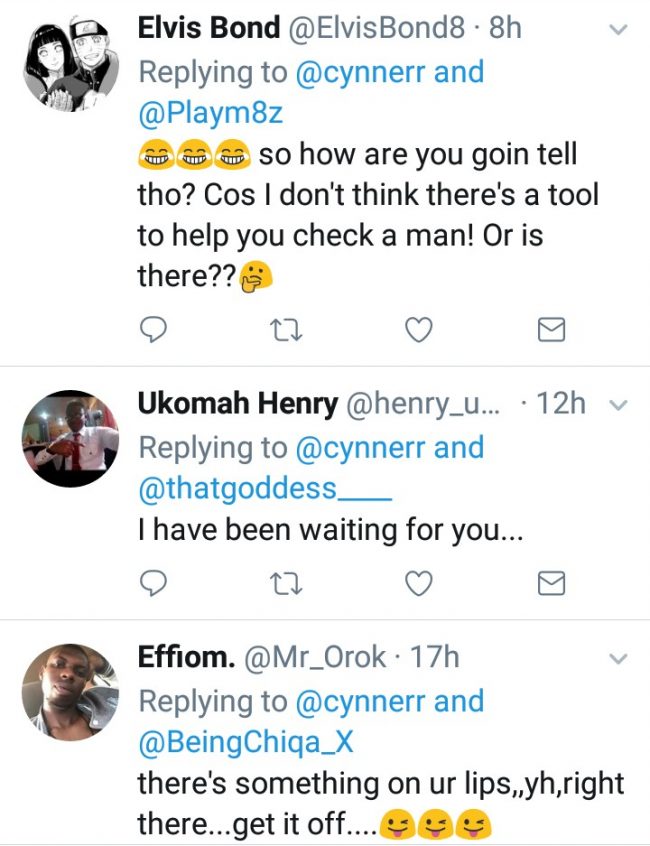 Elvis Bond @ElvisBond8 · 8h
Replying to @cynnerr and
@Playm8z
😂😂😂 so how are you goin tell
tho? Cos I don't think there's a tool
to help you check a man! Or is
there??🤔
Ukomah Henry @henry_u... · 12h
Replying to @cynnerr and
@thatgoddess____
I have been waiting for you...
Effiom. @Mr_Orok · 17h
Replying to @cynnerr and
@BeingChiqa_X
there's something on ur lips,,yh,right
there...get it off....😜😜😜